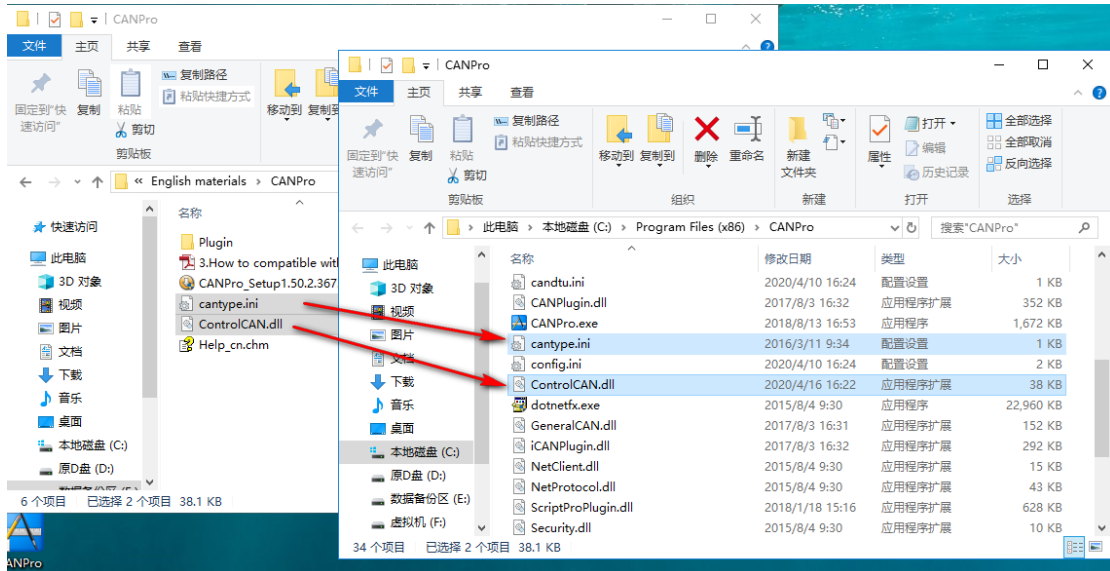 CANPro
文件 主页 共享 查看
固定到"快速访问"
复制
粘贴
复制路径
粘贴快捷方式
剪切
移动到 复制到
剪贴板
« English materials › CANPro
快速访问
此电脑
3D 对象
视频
图片
文档
下载
音乐
桌面
本地磁盘 (C:)
原D盘 (D:)
名称
Plugin
3.How to compatible wit
CANPro_Setup1.50.2.367
cantype.ini
ControlCAN.dll
Help_cn.chm
6 个项目 已选择 2 个项目 38.1 KB
ANPro
CANPro
文件 主页 共享 查看
固定到"快速访问"
复制
粘贴
复制路径
粘贴快捷方式
剪切
剪贴板
移动到 复制到 删除 重命名
组织
新建文件夹
新建
属性
打开
编辑
历史记录
打开
全部选择
全部取消
反向选择
选择
› 此电脑 › 本地磁盘 (C:) › Program Files (x86) › CANPro
搜索"CANPro"
此电脑
3D 对象
视频
图片
文档
下载
音乐
桌面
本地磁盘 (C:)
原D盘 (D:)
数据备份区 (E:)
虚拟机 (F:)
名称 修改日期 类型 大小
candtu.ini 2020/4/10 16:24 配置设置 1 KB
CANPlugin.dll 2017/8/3 16:32 应用程序扩展 352 KB
CANPro.exe 2018/8/13 16:53 应用程序 1,672 KB
cantype.ini 2016/3/11 9:34 配置设置 1 KB
config.ini 2020/4/10 16:24 配置设置 2 KB
ControlCAN.dll 2020/4/16 16:22 应用程序扩展 38 KB
dotnetfx.exe 2015/8/4 9:30 应用程序 22,960 KB
GeneralCAN.dll 2017/8/3 16:31 应用程序扩展 152 KB
iCANPlugin.dll 2017/8/3 16:32 应用程序扩展 292 KB
NetClient.dll 2015/8/4 9:30 应用程序扩展 15 KB
NetProtocol.dll 2015/8/4 9:30 应用程序扩展 43 KB
ScriptProPlugin.dll 2018/1/18 15:16 应用程序扩展 628 KB
Security.dll 2015/8/4 9:30 应用程序扩展 10 KB
34 个项目 已选择 2 个项目 38.1 KB